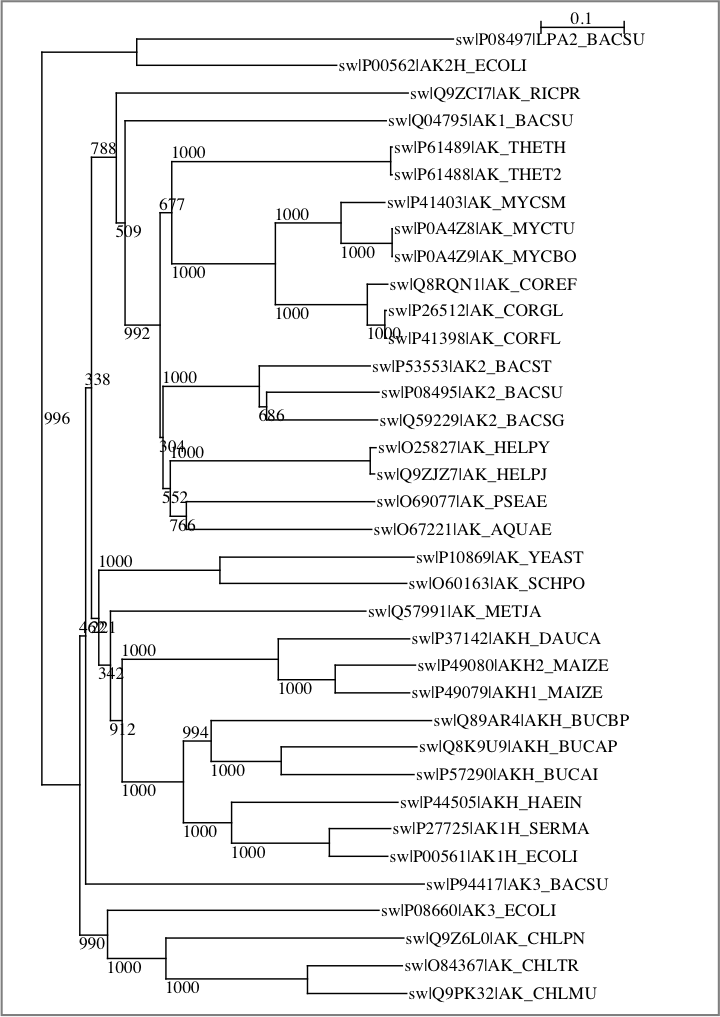 0.1
sw|P08497|LPA2_BACSU
sw|P00562|AK2H_ECOLI
sw|Q9ZCI7|AK_RICPR
sw|Q04795|AK1_BACSU
788
sw|P61489|AK_THETH
1000
sw|P61488|AK_THET2
sw|P41403|AK_MYCSM
677
1000
sw|P0A4Z8|AK_MYCTU
509
1000
sw|P0A4Z9|AK_MYCBO
1000
sw|Q8RQN1|AK_COREF
sw|P26512|AK_CORGL
1000
992
1000
sw|P41398|AK_CORFL
sw|P53553|AK2_BACST
338
1000
sw|P08495|AK2_BACSU
686
sw|Q59229|AK2_BACSG
996
304
sw|O25827|AK_HELPY
1000
sw|Q9ZJZ7|AK_HELPJ
552
sw|O69077|AK_PSEAE
766
sw|O67221|AK_AQUAE
sw|P10869|AK_YEAST
1000
sw|O60163|AK_SCHPO
sw|Q57991|AK_METJA
221
sw|P37142|AKH_DAUCA
1000
sw|P49080|AKH2_MAIZE
342
1000
sw|P49079|AKH1_MAIZE
sw|Q89AR4|AKH_BUCBP
912
994
sw|Q8K9U9|AKH_BUCAP
1000
sw|P57290|AKH_BUCAI
1000
sw|P44505|AKH_HAEIN
sw|P27725|AK1H_SERMA
1000
1000
sw|P00561|AK1H_ECOLI
sw|P94417|AK3_BACSU
sw|P08660|AK3_ECOLI
990
sw|Q9Z6L0|AK_CHLPN
sw|O84367|AK_CHLTR
1000
1000
sw|Q9PK32|AK_CHLMU